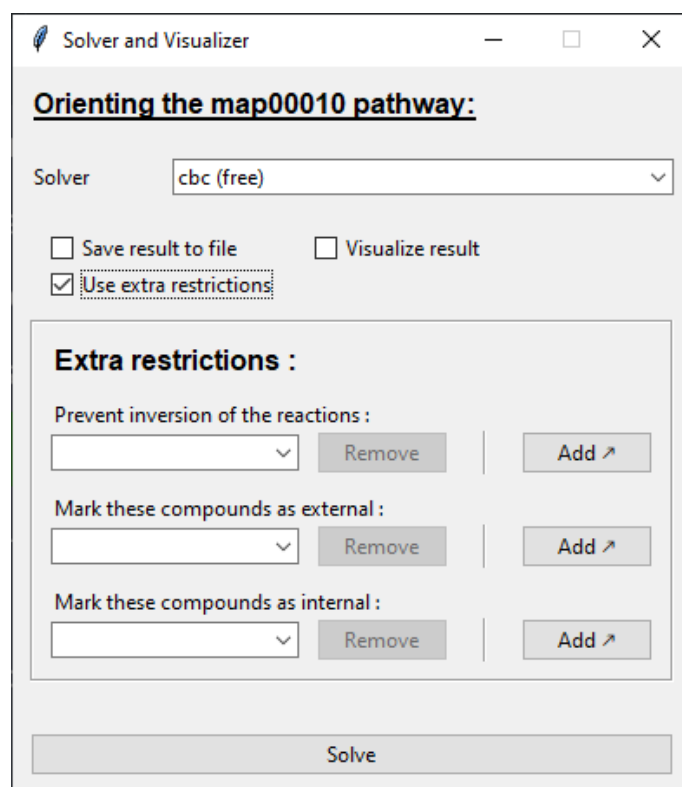 Solver and Visualizer
Orienting the map00010 pathway:
Solver cbc (free)
Save result to file Visualize result
Use extra restrictions
Extra restrictions :
Prevent inversion of the reactions :
Remove Add ↗
Mark these compounds as external :
Remove Add ↗
Mark these compounds as internal :
Remove Add ↗
Solve